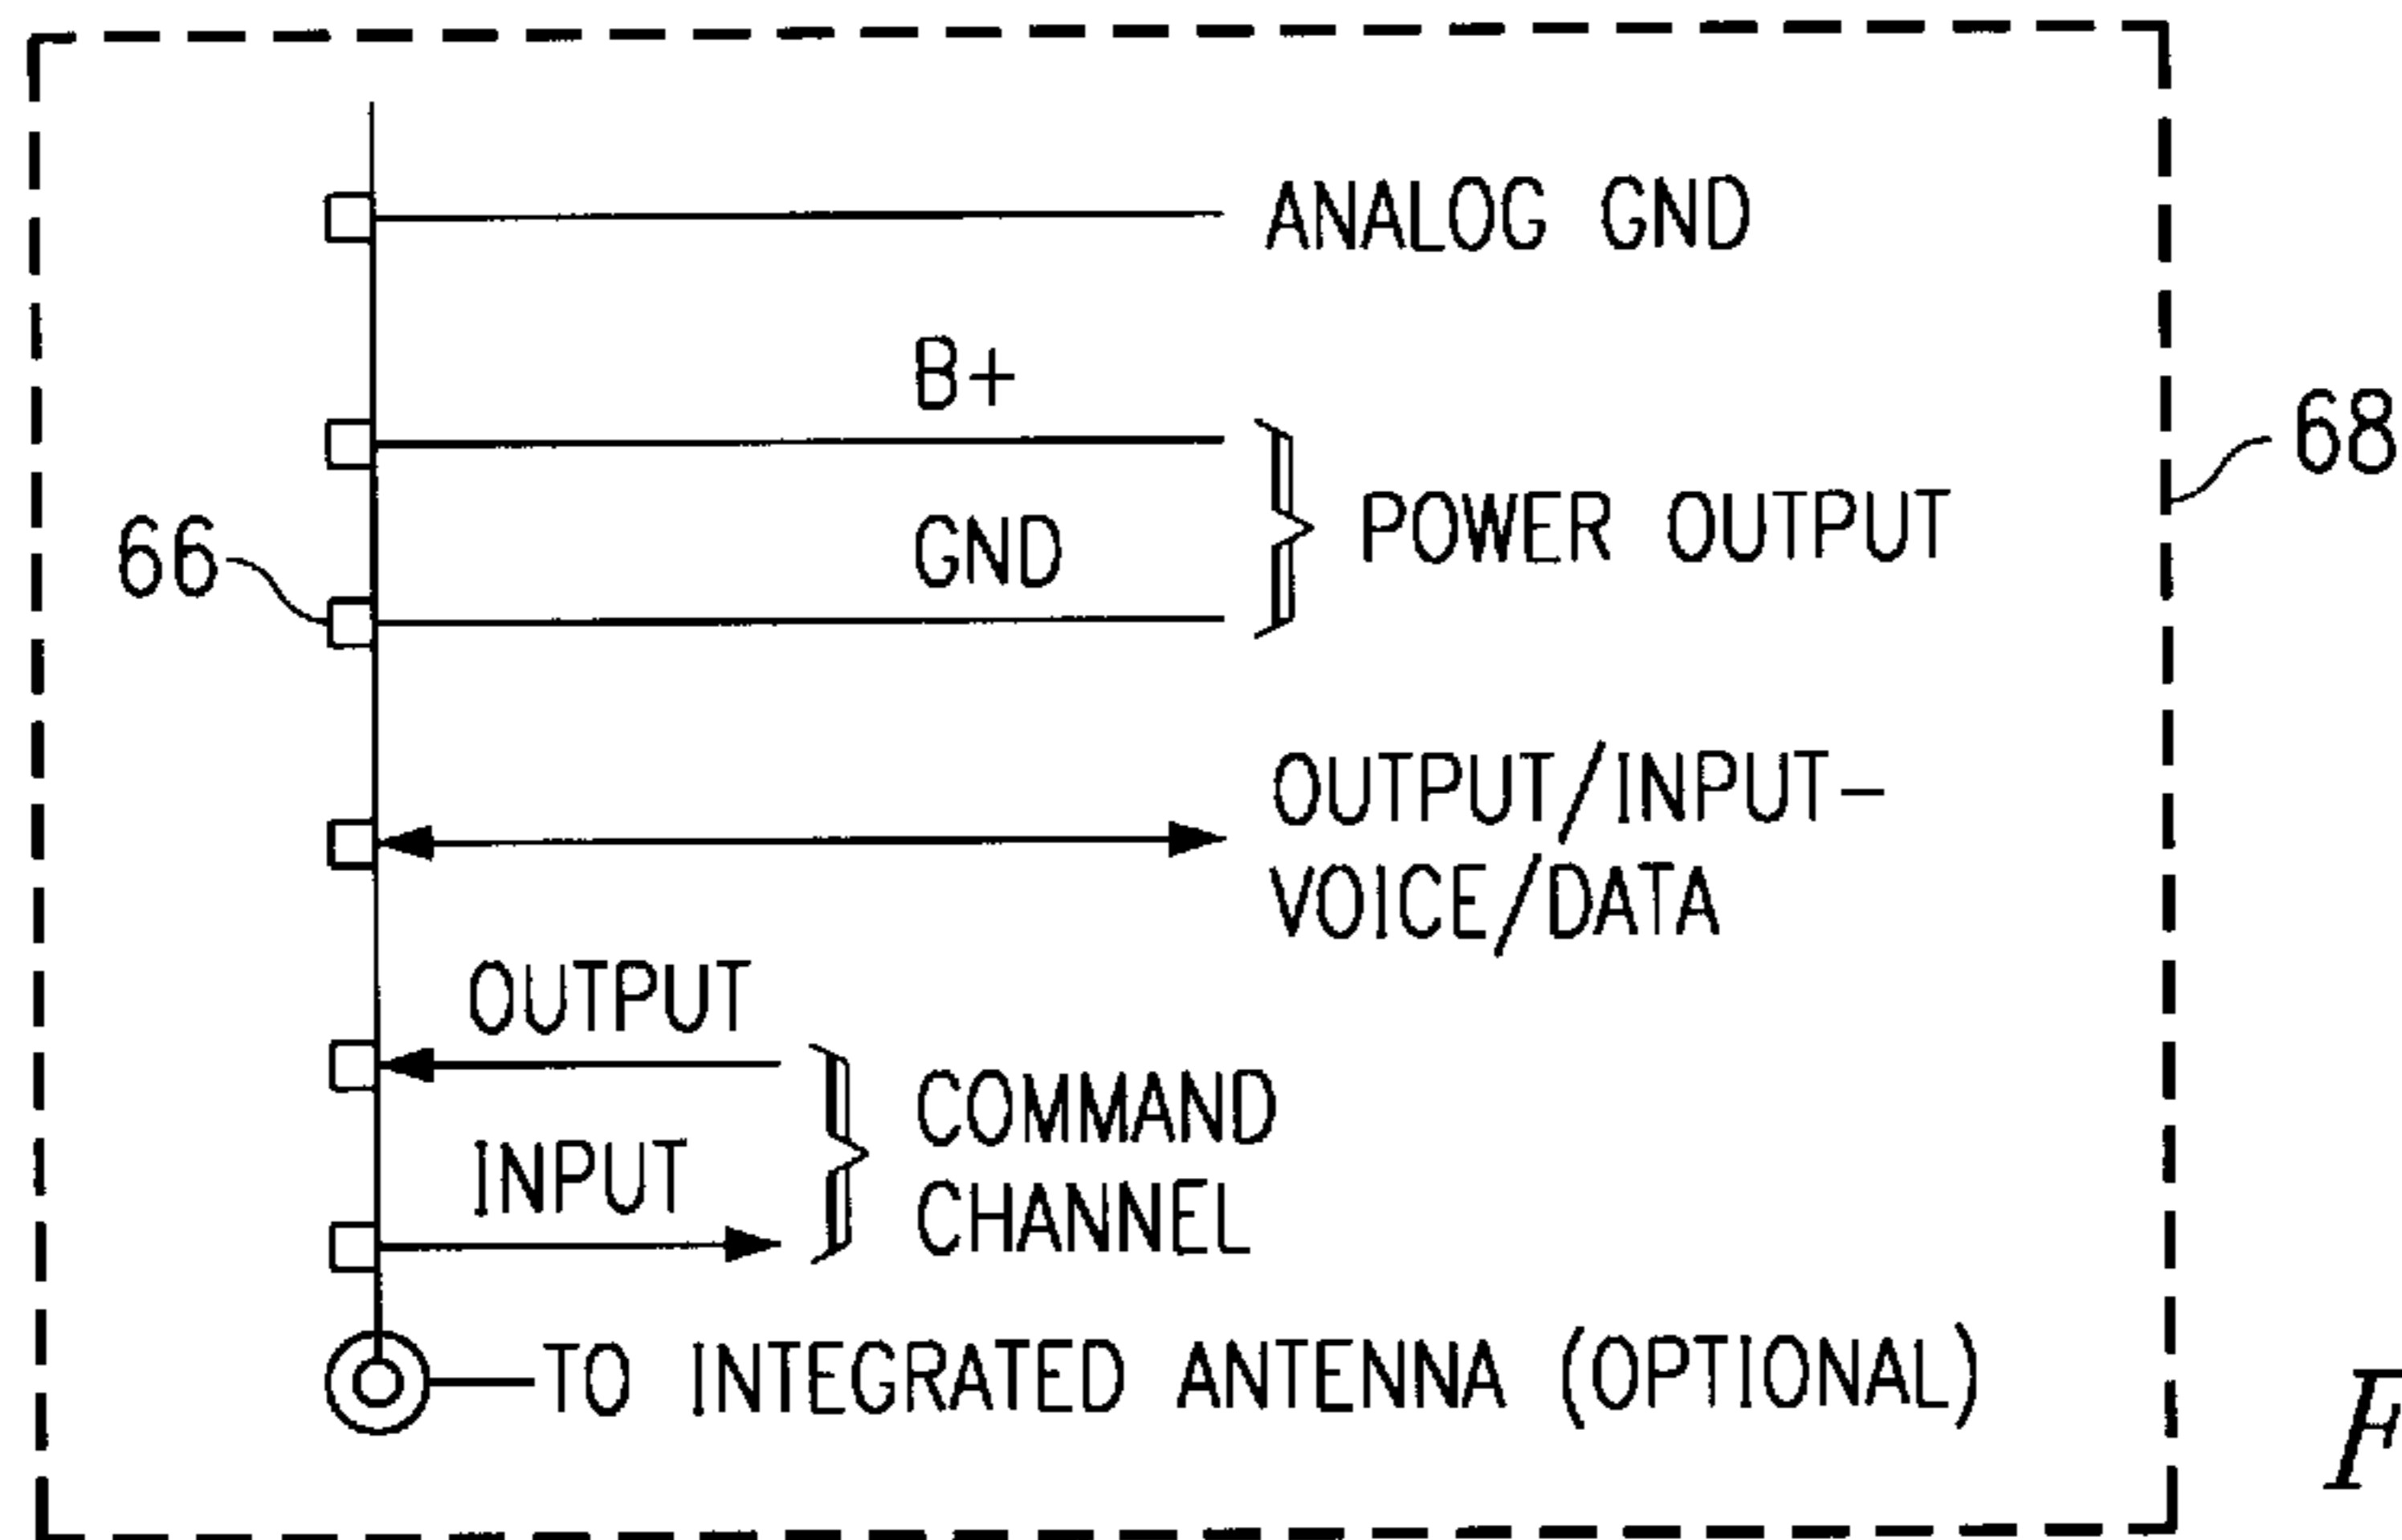 ANALOG GND
B+
68
66
GND
POWER OUTPUT
OUTPUT/INPUT-
VOICE/DATA
OUTPUT
INPUT
COMMAND
CHANNEL
TO INTEGRATED ANTENNA (OPTIONAL)
F